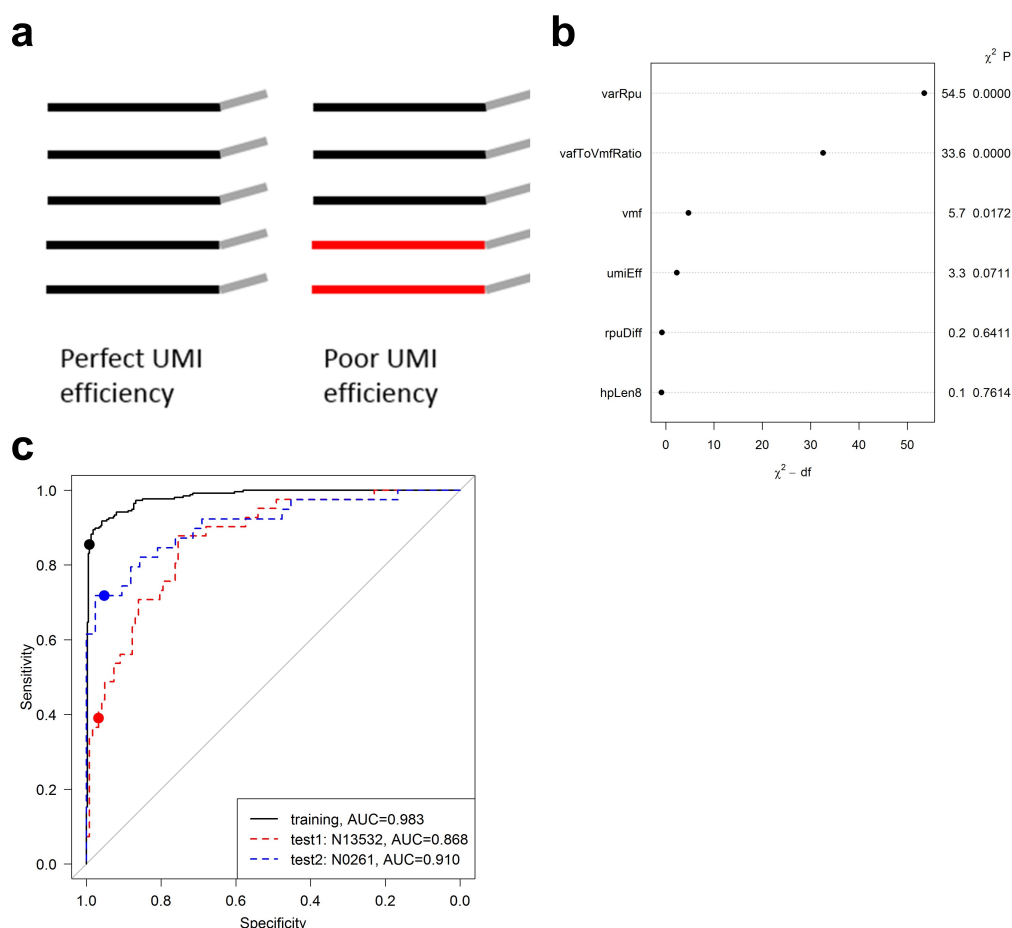 a
Perfect UMI
efficiency
Poor UMI
efficiency
b
χ² P
varRpu 54.5 0.0000
vafToVmfRatio 33.6 0.0000
vmf 5.7 0.0172
umiEff 3.3 0.0711
rpuDiff 0.2 0.6411
hpLen8 0.1 0.7614
0 10 20 30 40 50
χ² − df
c
1.0
0.8
0.6
0.4
0.2
0.0
Sensitivity
training, AUC=0.983
test1: N13532, AUC=0.868
test2: N0261, AUC=0.910
1.0 0.8 0.6 0.4 0.2 0.0
Specificity